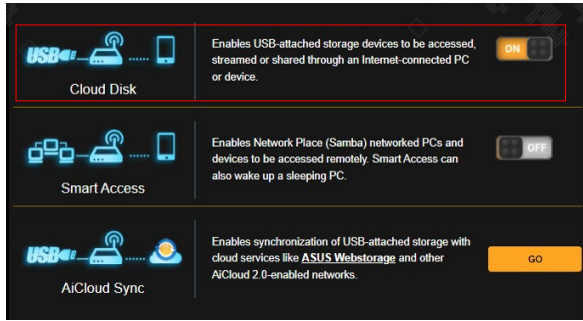 Enables USB-attached storage devices to be accessed,
USB
streamed or shared through an Internet-connected PC
ON
or device.
Cloud Disk
Enables Network Place (Samba) networked PCs and
devices to be accessed remotely. Smart Access can
OFF
also wake up a sleeping PC.
Smart Access
Enables synchronization of USB-attached storage with
USB
cloud services like ASUS Webstorage and other
GO
AiCloud 2.0-enabled networks.
AiCloud Sync